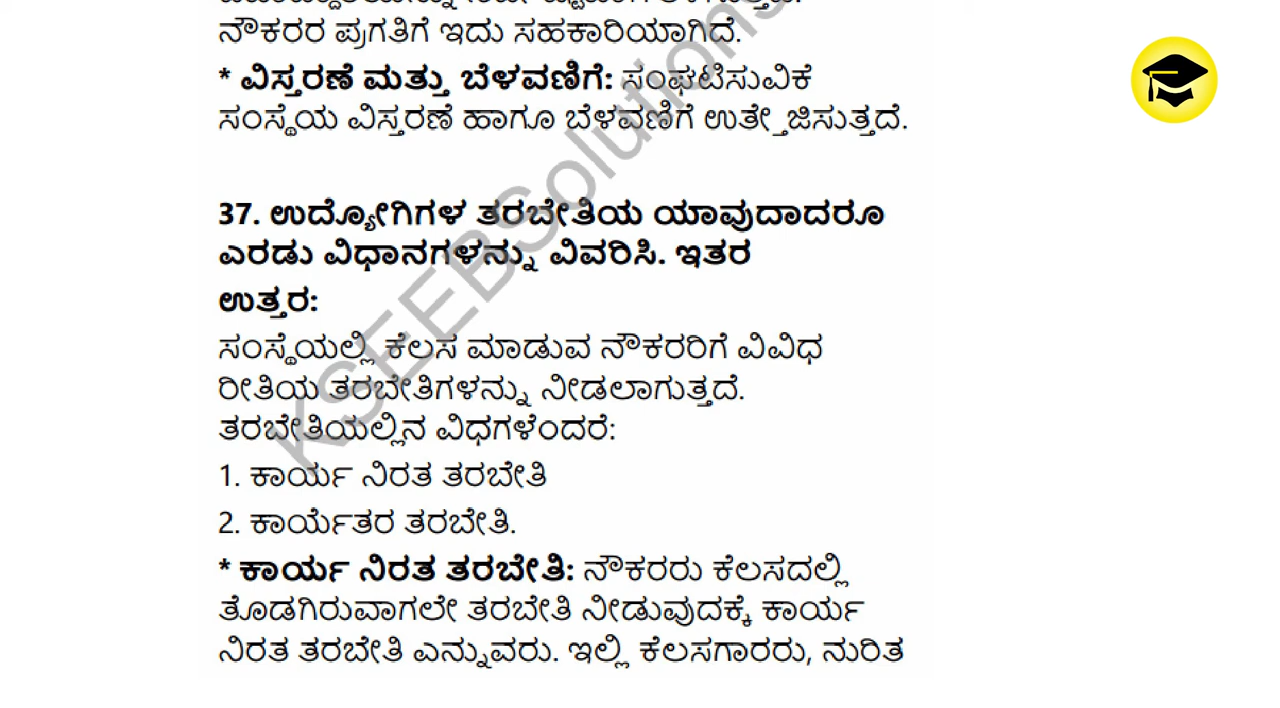 ನೌಕರರ ಪ್ರಗತಿಗೆ ಇದು ಸಹಕಾರಿಯಾಗಿದೆ.
* ವಿಸ್ತರಣೆ ಮತ್ತು ಬೆಳವಣಿಗೆ: ಸಂಘಟಿಸುವಿಕೆ
ಸಂಸ್ಥೆಯ ವಿಸ್ತರಣೆ ಹಾಗೂ ಬೆಳವಣಿಗೆ ಉತ್ತೇಜಿಸುತ್ತದೆ.
37. ಉದ್ಯೋಗಿಗಳ ತರಬೇತಿಯ ಯಾವುದಾದರೂ
ಎರಡು ವಿಧಾನಗಳನ್ನು ವಿವರಿಸಿ. ಇತರ
ಉತ್ತರ:
ಸಂಸ್ಥೆಯಲ್ಲಿ ಕೆಲಸ ಮಾಡುವ ನೌಕರರಿಗೆ ವಿವಿಧ
ರೀತಿಯ ತರಬೇತಿಗಳನ್ನು ನೀಡಲಾಗುತ್ತದೆ.
ತರಬೇತಿಯಲ್ಲಿನ ವಿಧಗಳೆಂದರೆ:
1. ಕಾರ್ಯ ನಿರತ ತರಬೇತಿ
2. ಕಾರ್ಯೆತರ ತರಬೇತಿ.
* ಕಾರ್ಯ ನಿರತ ತರಬೇತಿ: ನೌಕರರು ಕೆಲಸದಲ್ಲಿ
ತೊಡಗಿರುವಾಗಲೇ ತರಬೇತಿ ನೀಡುವುದಕ್ಕೆ ಕಾರ್ಯ
ನಿರತ ತರಬೇತಿ ಎನ್ನುವರು. ಇಲ್ಲಿ ಕೆಲಸಗಾರರು, ನುರಿತ
KSEEBSolutions